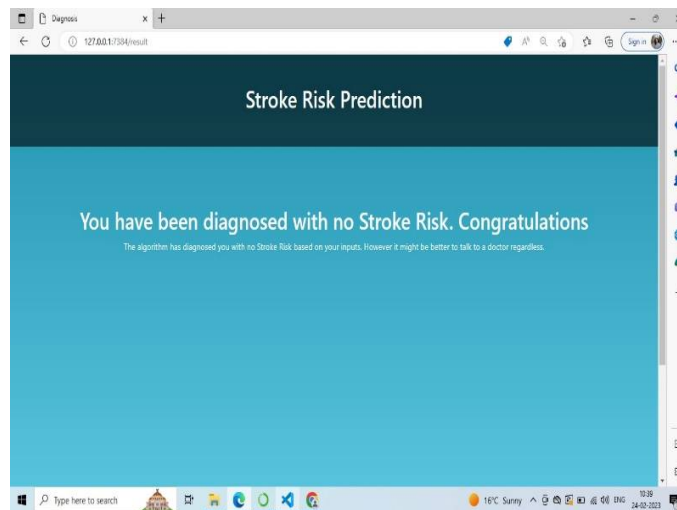 Diagnosis
127.0.0.1:7384/result
Sign in
Stroke Risk Prediction
You have been diagnosed with no Stroke Risk. Congratulations
The algorithm has diagnosed you with no Stroke Risk based on your inputs. However it might be better to talk to a doctor regardless.
Type here to search
16°C Sunny
ENG
10:39
24-02-2023